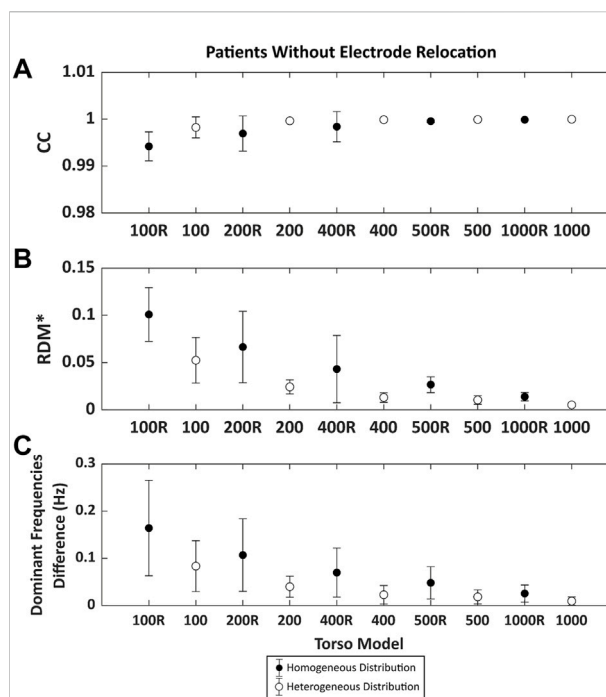 Patients Without Electrode Relocation
A
1.01
1
0.99
0.98
CC
100R 100 200R 200 400R 400 500R 500 1000R 1000
B
0.15
0.1
0.05
0
RDM*
100R 100 200R 200 400R 400 500R 500 1000R 1000
C
0.3
0.2
0.1
0
Dominant Frequencies
Difference (Hz)
100R 100 200R 200 400R 400 500R 500 1000R 1000
Torso Model
Homogeneous Distribution
Heterogeneous Distribution